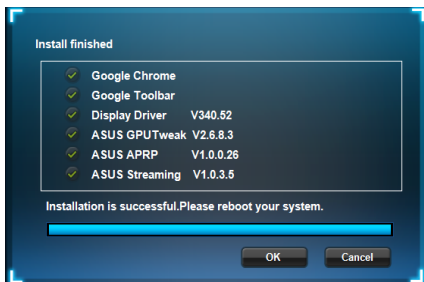 Install finished
Google Chrome
Google Toolbar
Display Driver V340.52
ASUS GPUTweak V2.6.8.3
ASUS APRP V1.0.0.26
ASUS Streaming V1.0.3.5
Installation is successful.Please reboot your system.
OK Cancel